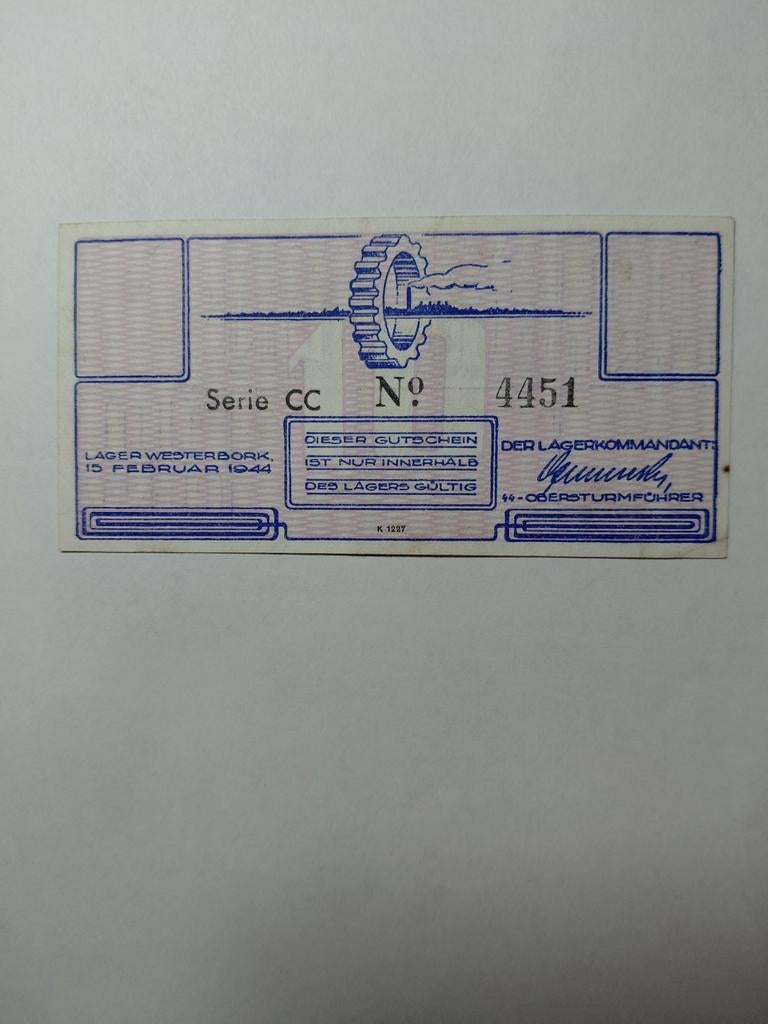 10
Serie CC Nº 4451
LAGER WESTERBORK,
15 FEBRUAR 1944
DIESER GUTSCHEIN
IST NUR INNERHALB
DES LAGERS GÜLTIG
DER LAGERKOMMANDANT:
SS-OBERSTURMFÜHRER
K 1227